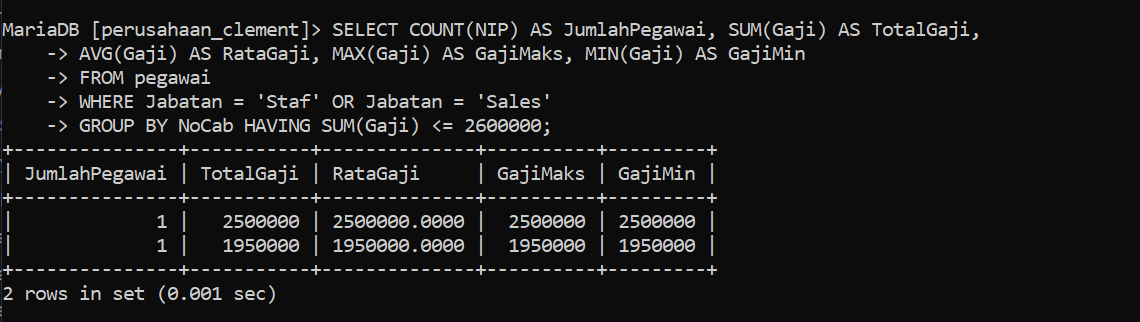 MariaDB [perusahaan_clement]> SELECT COUNT(NIP) AS JumlahPegawai, SUM(Gaji) AS TotalGaji,
    -> AVG(Gaji) AS RataGaji, MAX(Gaji) AS GajiMaks, MIN(Gaji) AS GajiMin
    -> FROM pegawai
    -> WHERE Jabatan = 'Staf' OR Jabatan = 'Sales'
    -> GROUP BY NoCab HAVING SUM(Gaji) <= 2600000;
+---------------+-----------+--------------+----------+---------+
| JumlahPegawai | TotalGaji | RataGaji     | GajiMaks | GajiMin |
+---------------+-----------+--------------+----------+---------+
|             1 |   2500000 | 2500000.0000 |  2500000 | 2500000 |
|             1 |   1950000 | 1950000.0000 |  1950000 | 1950000 |
+---------------+-----------+--------------+----------+---------+
2 rows in set (0.001 sec)